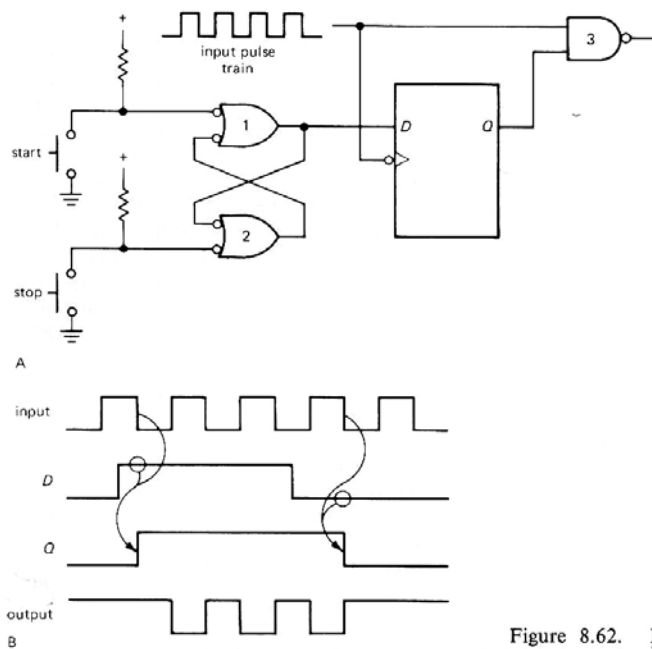 +
input pulse
train
3
1
D
Q
start
+
2
stop
A
input
D
Q
output
B
Figure 8.62.